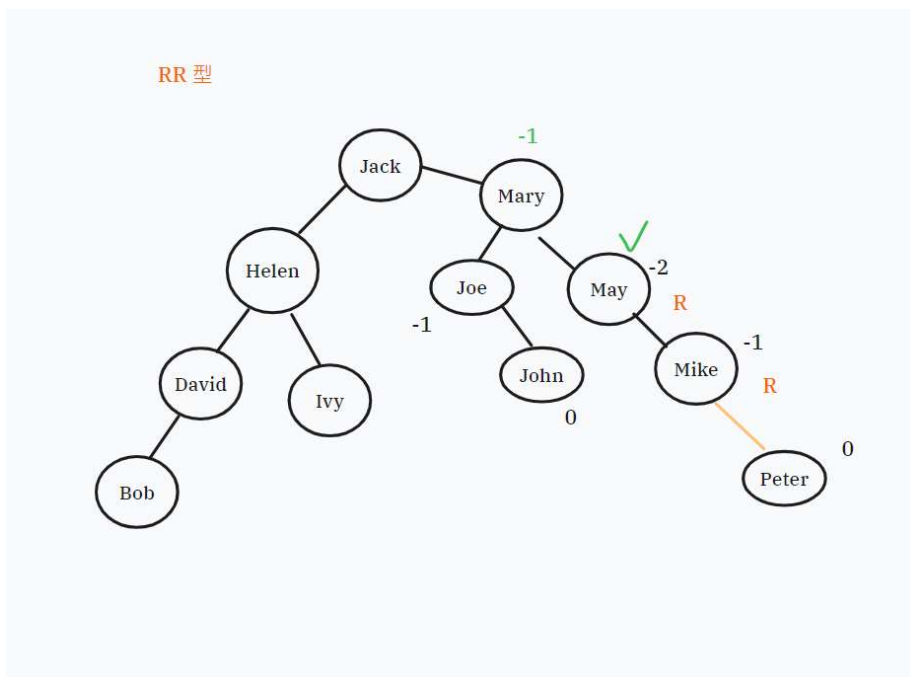 RR 型
-1
Jack
Mary
Helen
Joe
May
-2
R
-1
David
Ivy
John
Mike
-1
R
0
Bob
Peter
0